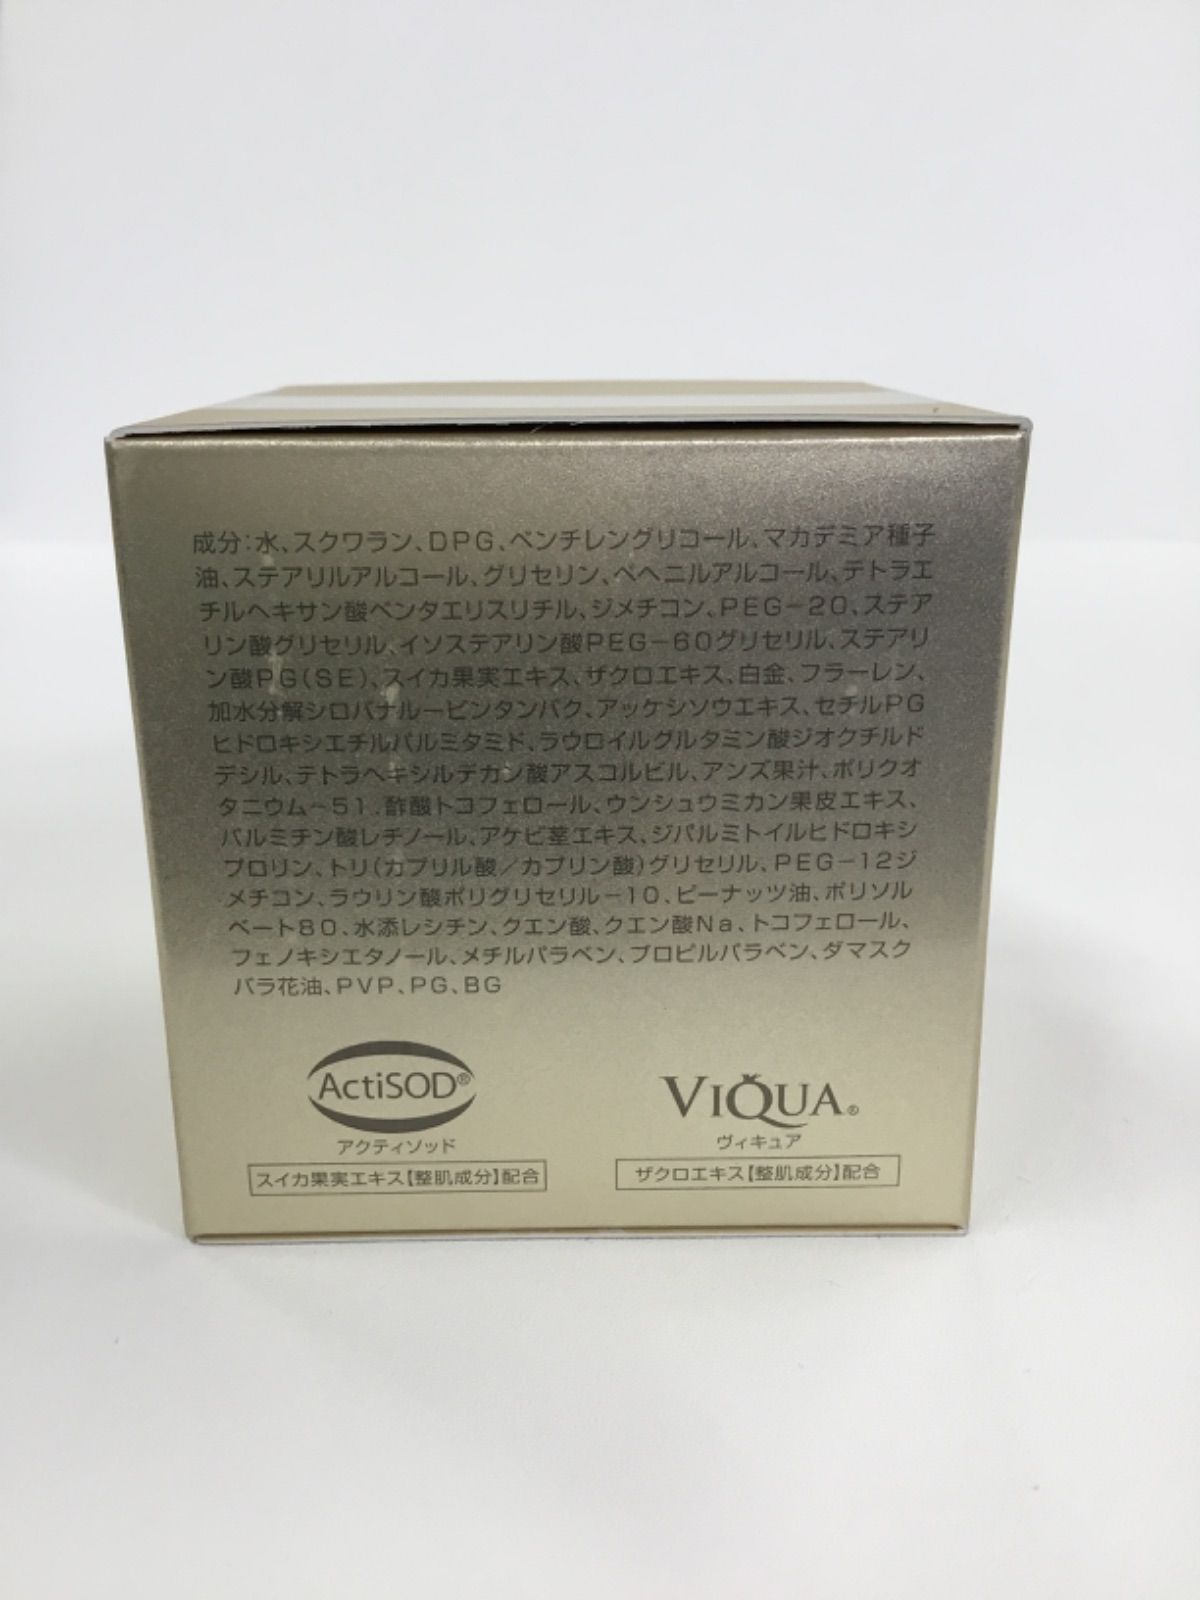 成分：水、スクワラン、DPG、ペンチレングリコール、マカデミア種子
油、ステアリルアルコール、グリセリン、ベヘニルアルコール、テトラエ
チルヘキサン酸ペンタエリスリチル、ジメチコン、PEG−20、ステア
リン酸グリセリル、イソステアリン酸PEG−60グリセリル、ステアリ
ン酸PG(SE)、スイカ果実エキス、ザクロエキス、白金、フラーレン、
加水分解シロバナルーピンタンパク、アッケシソウエキス、セチルPG
ヒドロキシエチルパルミタミド、ラウロイルグルタミン酸ジオクチルド
デシル、テトラヘキシルデカン酸アスコルビル、アンズ果汁、ポリクオ
タニウム−51、酢酸トコフェロール、ウンシュウミカン果皮エキス、
パルミチン酸レチノール、アケビ茎エキス、ジパルミトイルヒドロキシ
プロリン、トリ(カプリル酸／カプリン酸)グリセリル、PEG−12ジ
メチコン、ラウリン酸ポリグリセリル−10、ピーナッツ油、ポリソル
ベート80、水添レシチン、クエン酸、クエン酸Na、トコフェロール、
フェノキシエタノール、メチルパラベン、プロピルパラベン、ダマスク
バラ花油、PVP、PG、BG
ActiSOD®
アクティソッド
スイカ果実エキス【整肌成分】配合
VIQUA®
ヴィキュア
ザクロエキス【整肌成分】配合